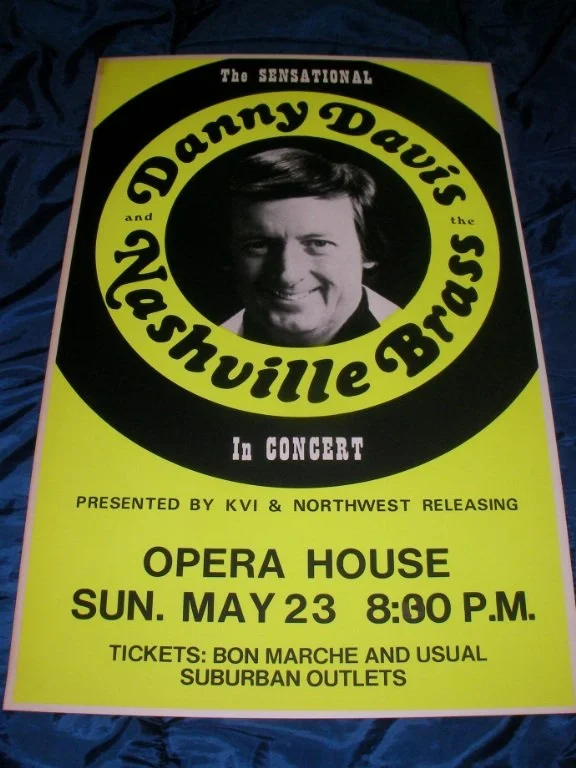 The SENSATIONAL
Danny Davis
and the
Nashville Brass
In CONCERT
PRESENTED BY KVI & NORTHWEST RELEASING
OPERA HOUSE
SUN. MAY 23 8:00 P.M.
TICKETS: BON MARCHE AND USUAL
SUBURBAN OUTLETS